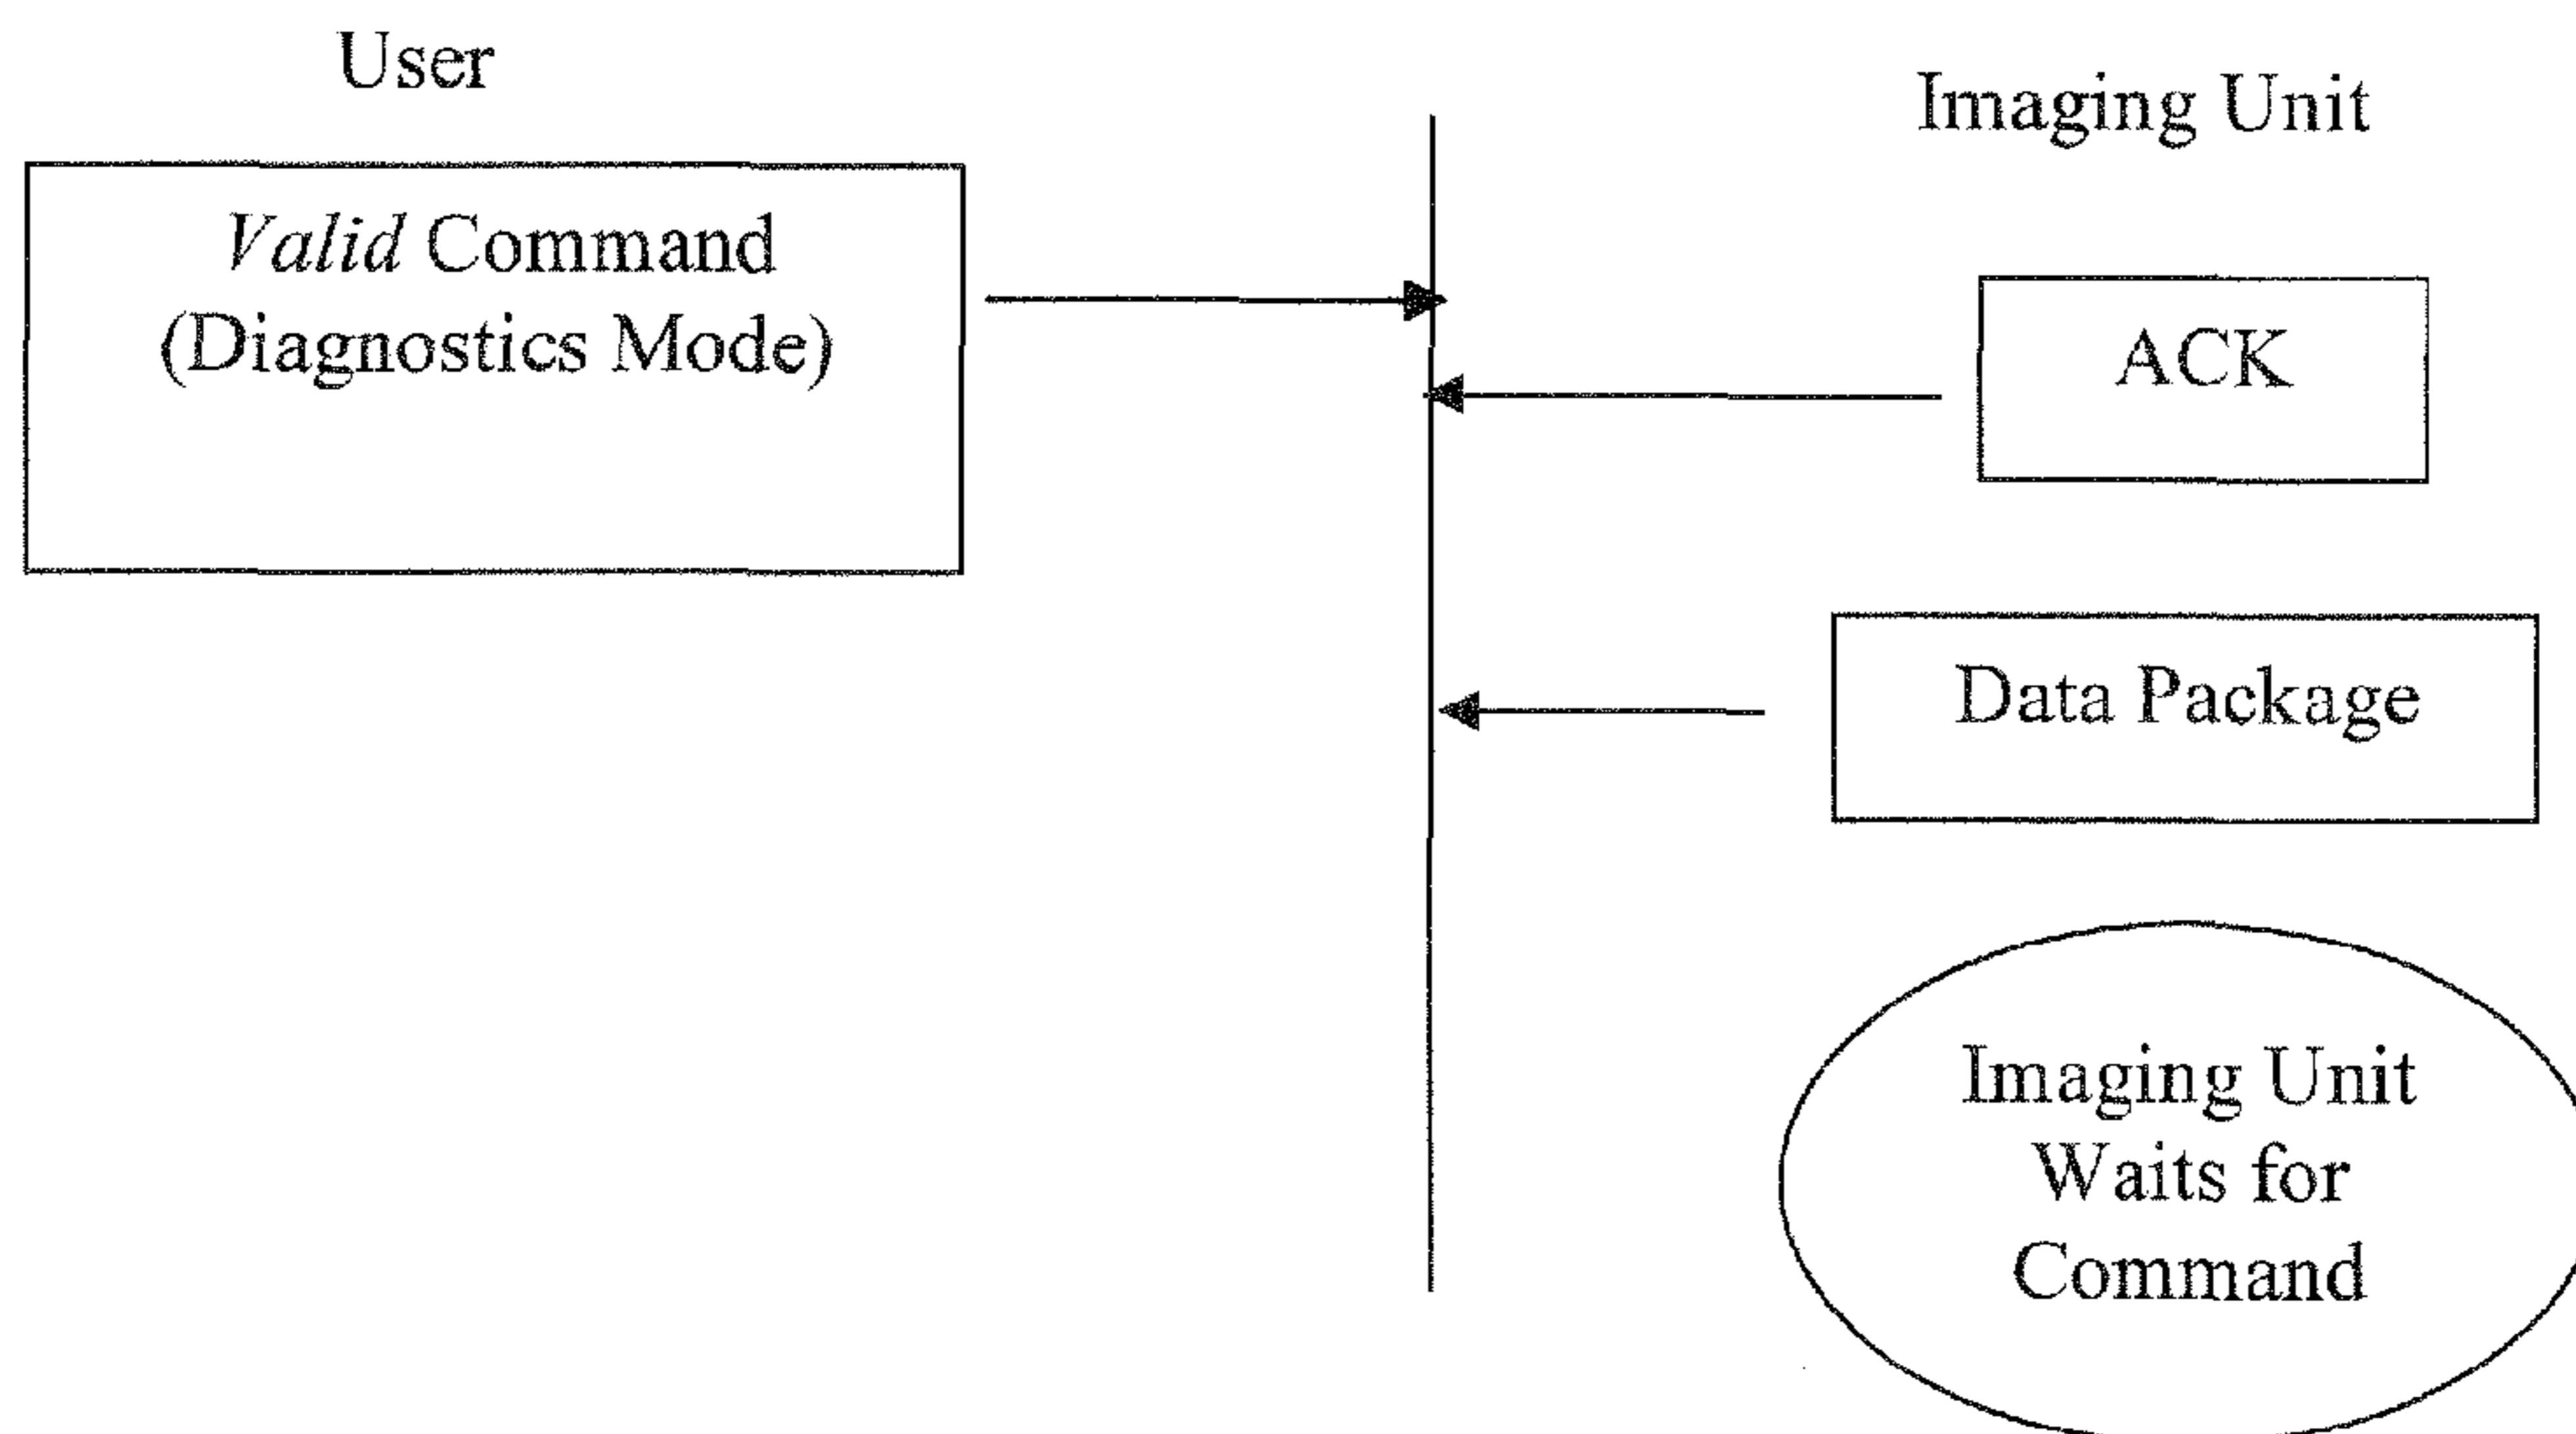 User
Imaging Unit
Valid Command
(Diagnostics Mode)
ACK
Data Package
Imaging Unit
Waits for
Command